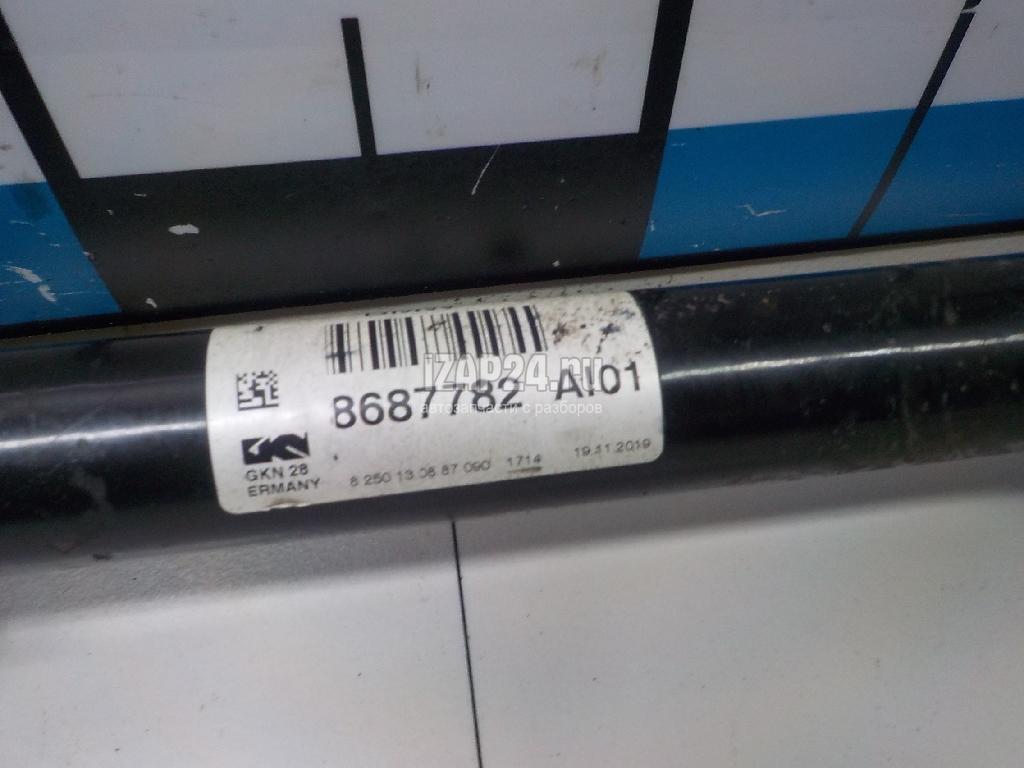 8687782 AI01
GKN 28
ERMANY
8 250 13 08 87 090 1714 19.11.2019
iZAP24.ru
автозапчасти с разборов